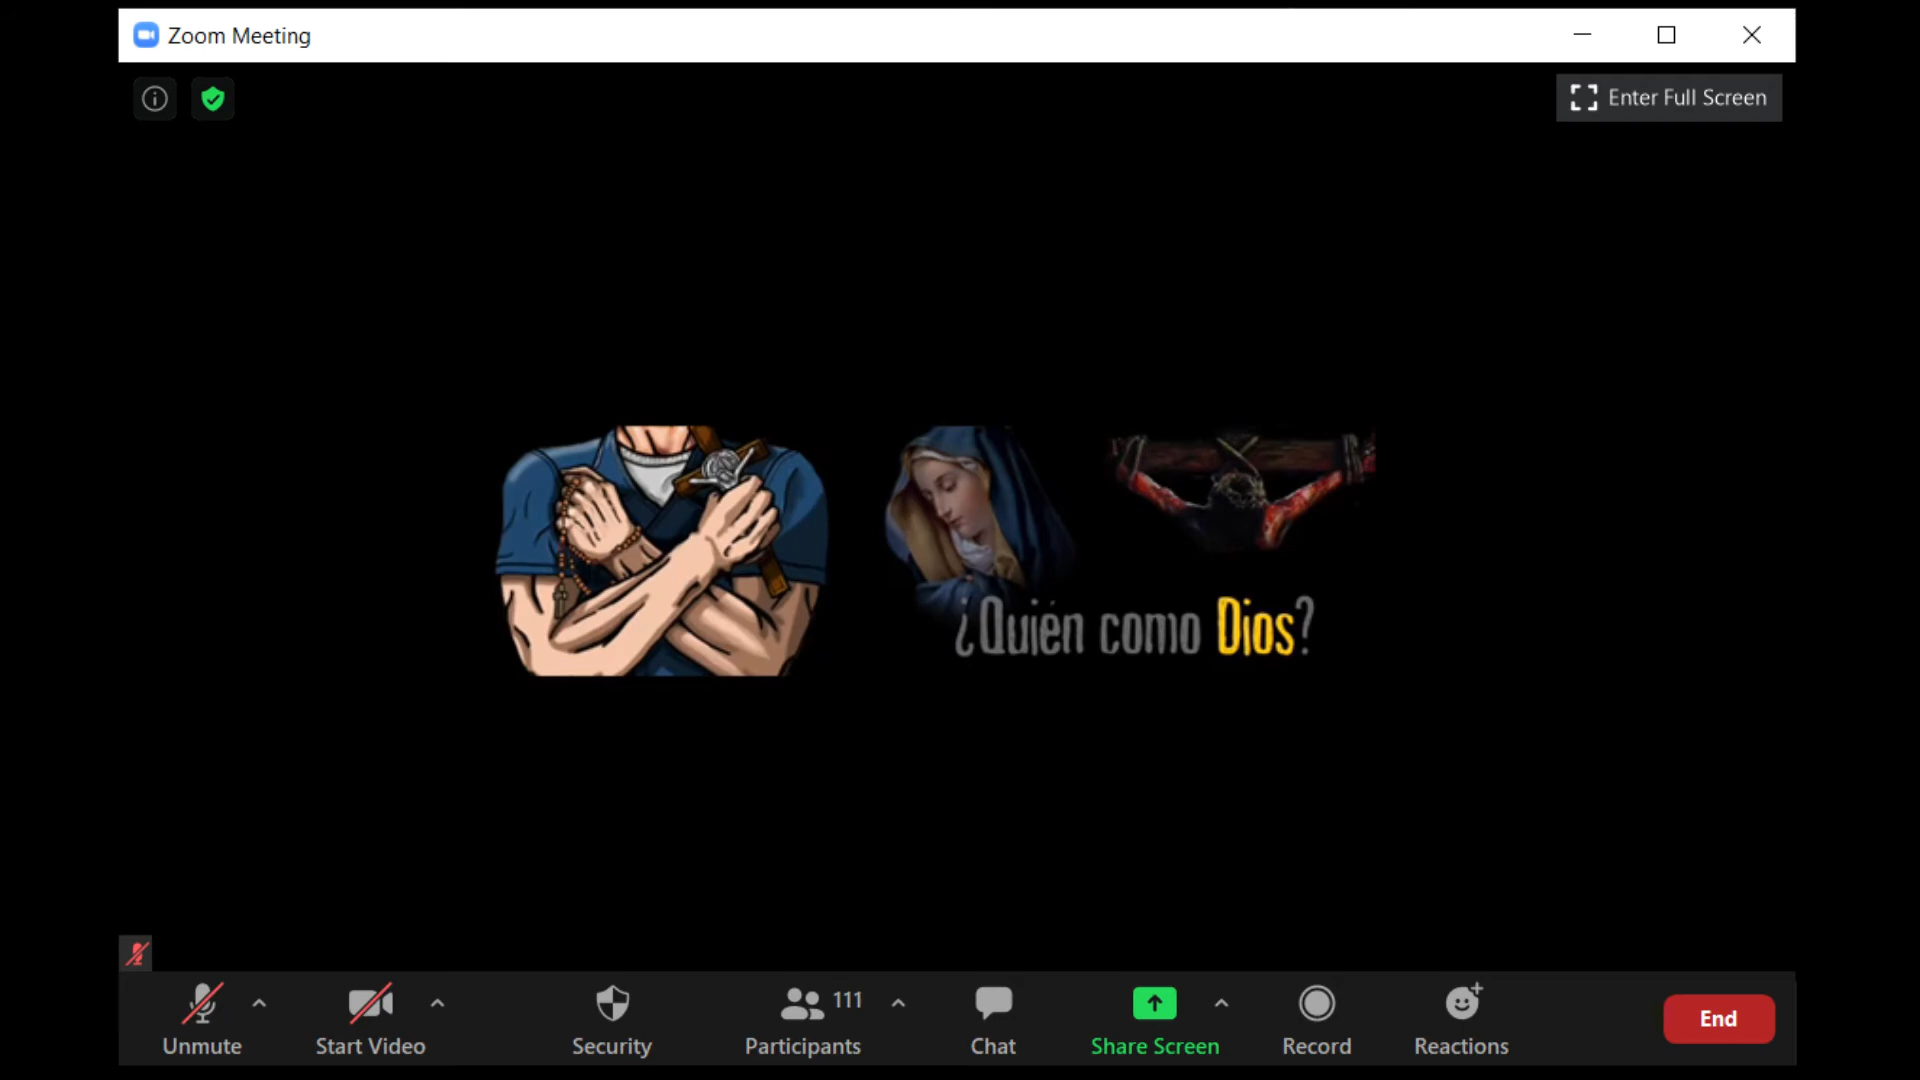 Zoom Meeting
Enter Full Screen
¿Quién como Dios?
111
Unmute
Start Video
Security
Participants
Chat
Share Screen
Record
Reactions
End